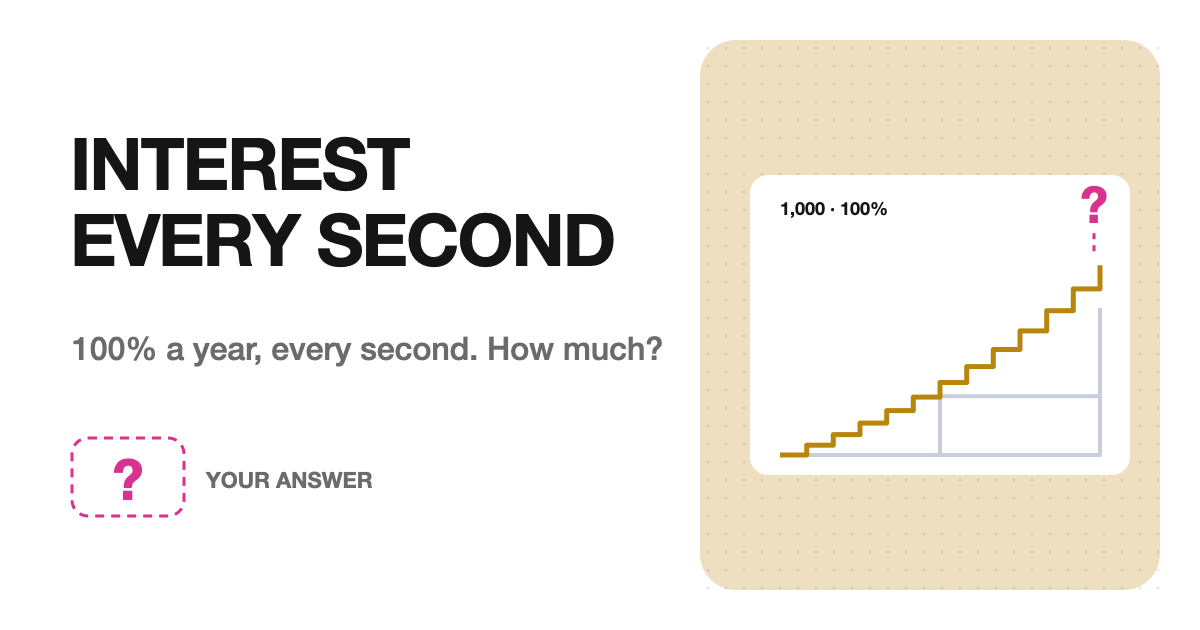 INTEREST
EVERY SECOND
100% a year, every second. How much?
?
YOUR ANSWER
1,000 · 100%
?